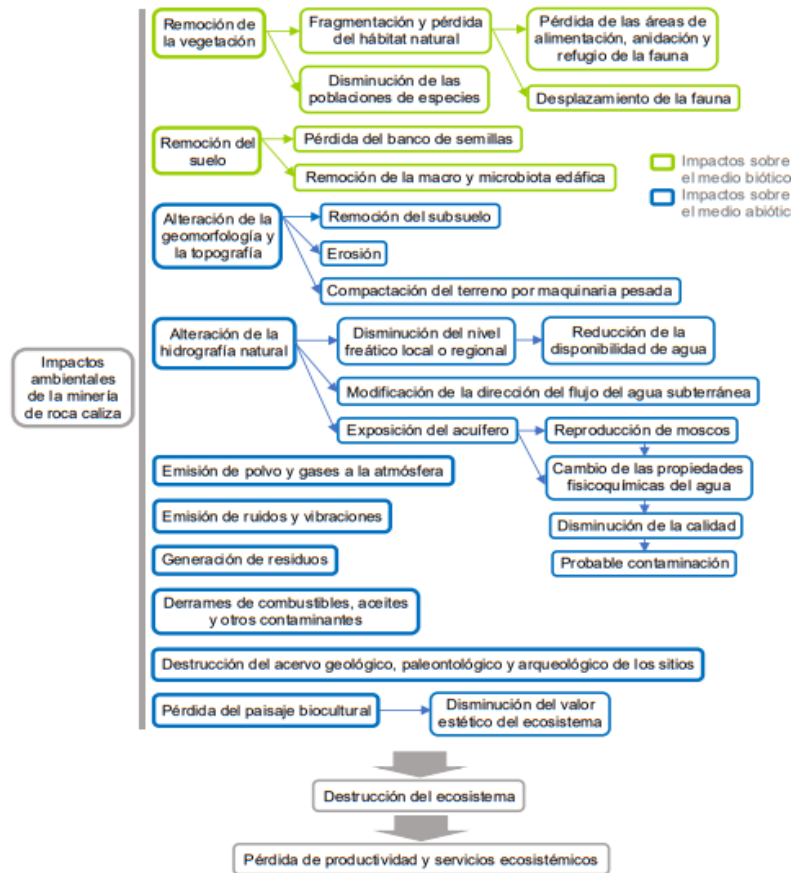 Remoción de
la vegetación
Fragmentación y pérdida
del hábitat natural
Pérdida de las áreas de
alimentación, anidación y
refugio de la fauna
Disminución de las
poblaciones de especies
Desplazamiento de la fauna
Remoción del
suelo
Pérdida del banco de semillas
Remoción de la macro y microbiota edáfica
Impactos sobre
el medio biótico
Impactos sobre
el medio abiótic
Alteración de la
geomorfología y
la topografía
Remoción del subsuelo
Erosión
Compactación del terreno por maquinaria pesada
Impactos
ambientales
de la minería
de roca caliza
Alteración de la
hidrografía natural
Disminución del nivel
freático local o regional
Reducción de la
disponibilidad de agua
Modificación de la dirección del flujo del agua subterránea
Exposición del acuífero
Reproducción de moscos
Cambio de las propiedades
fisicoquímicas del agua
Disminución de la calidad
Probable contaminación
Emisión de polvo y gases a la atmósfera
Emisión de ruidos y vibraciones
Generación de residuos
Derrames de combustibles, aceites
y otros contaminantes
Destrucción del acervo geológico, paleontológico y arqueológico de los sitios
Pérdida del paisaje biocultural
Disminución del valor
estético del ecosistema
Destrucción del ecosistema
Pérdida de productividad y servicios ecosistémicos